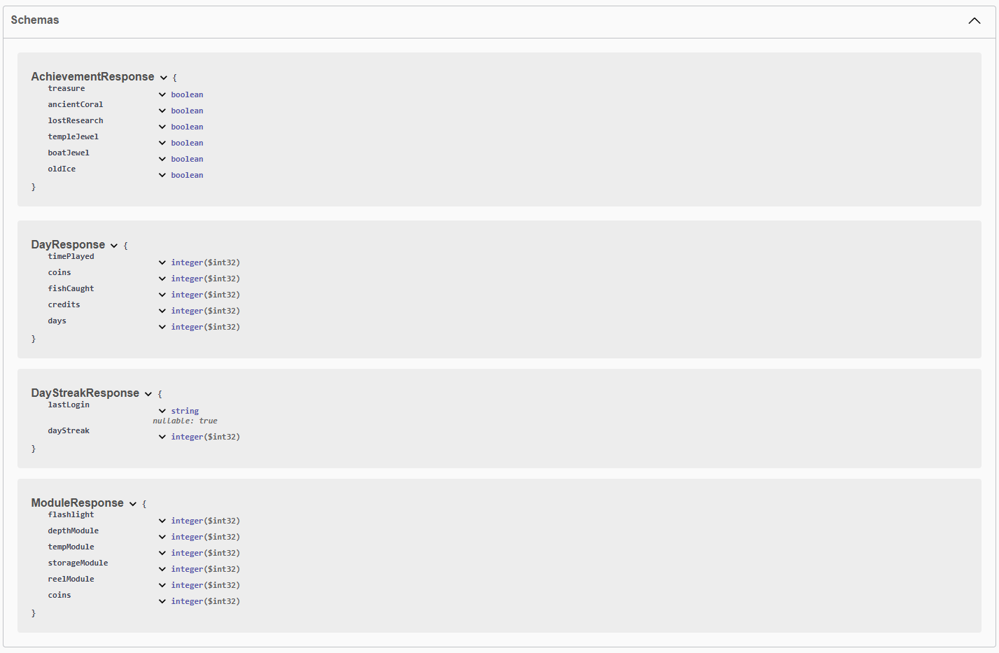 Schemas
AchievementResponse {
treasure
boolean
ancientCoral
boolean
lostResearch
boolean
templeJewel
boolean
boatJewel
boolean
oldIce
boolean
}
DayResponse {
timePlayed
integer($int32)
coins
integer($int32)
fishCaught
integer($int32)
credits
integer($int32)
days
integer($int32)
}
DayStreakResponse {
lastLogin
string
nullable: true
dayStreak
integer($int32)
}
ModuleResponse {
flashlight
integer($int32)
depthModule
integer($int32)
tempModule
integer($int32)
storageModule
integer($int32)
reelModule
integer($int32)
coins
integer($int32)
}